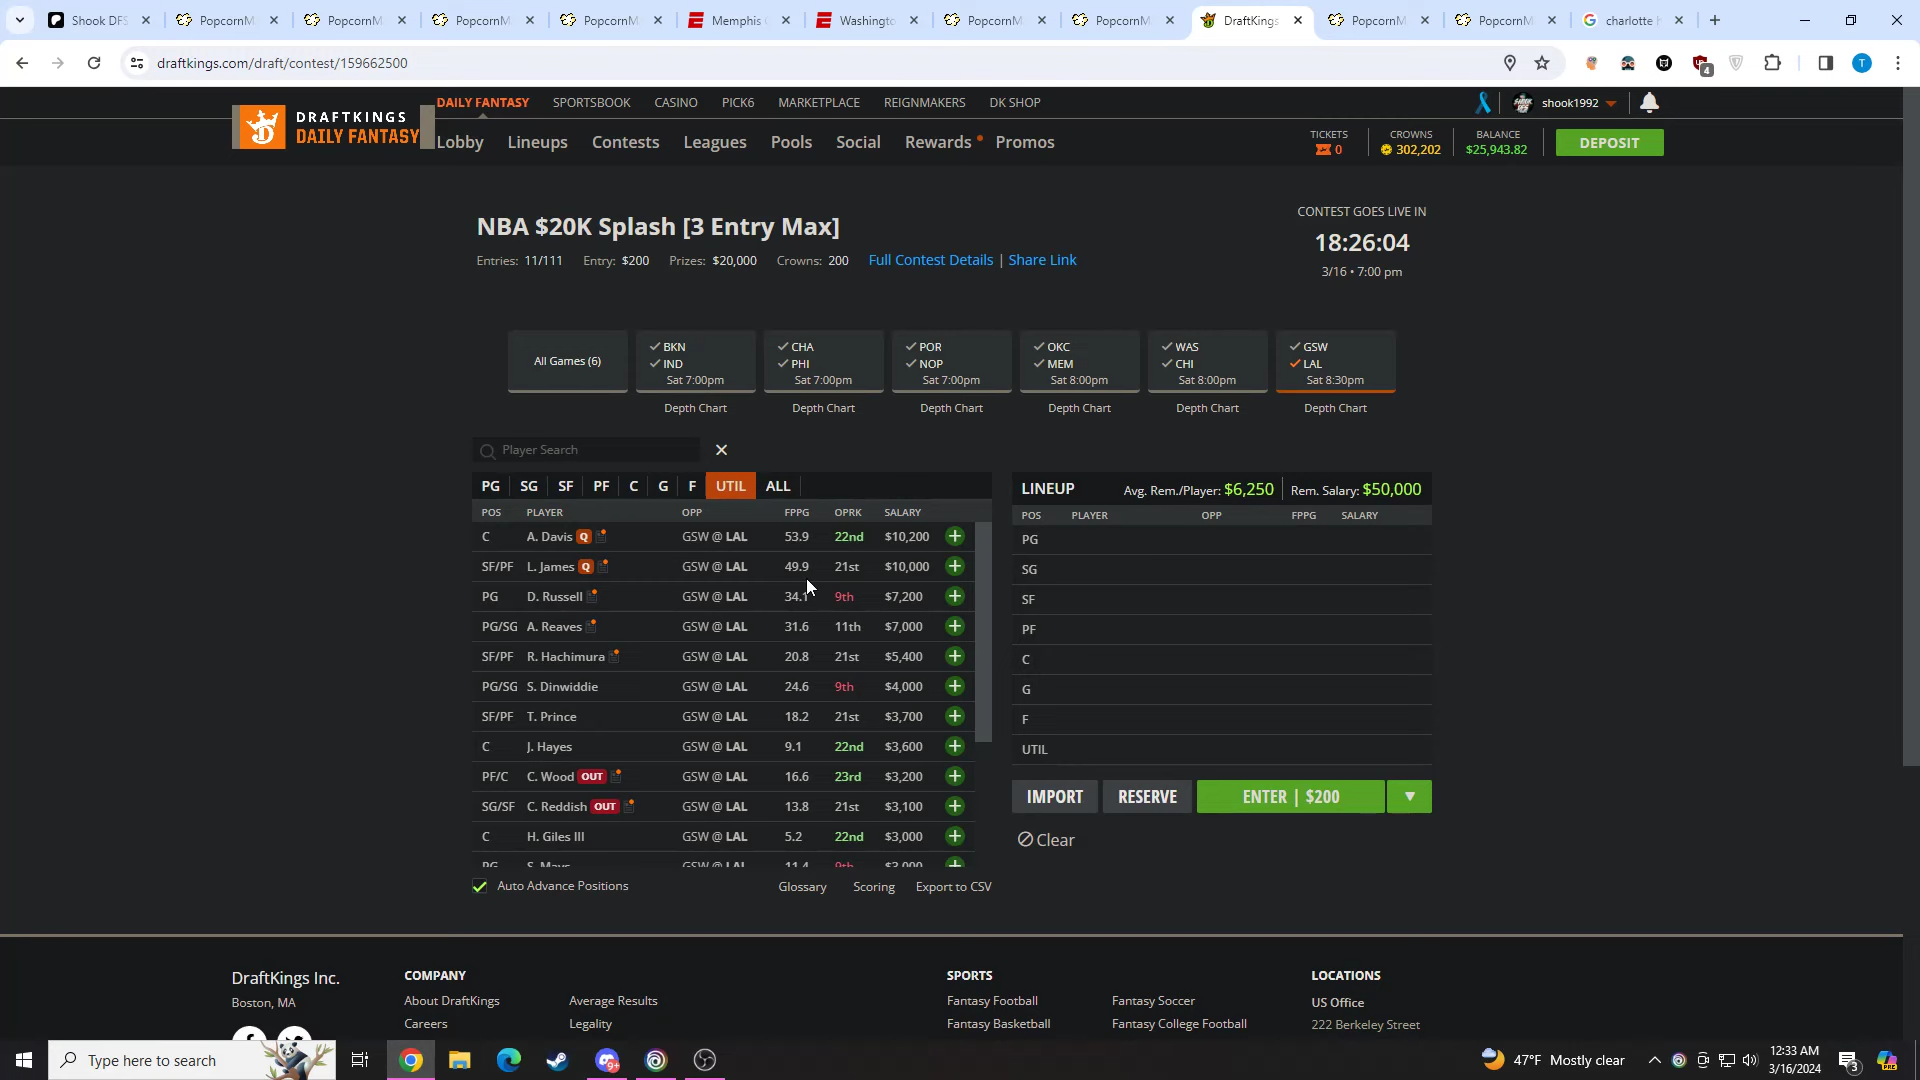 Shook DFS
PopcornM
PopcornM
PopcornM
PopcornM
Memphis
Washingto
PopcornM
PopcornM
DraftKings
PopcornM
PopcornM
charlotte
draftkings.com/draft/contest/159662500
4
T
DAILY FANTASY SPORTSBOOK CASINO PICK6 MARKETPLACE REIGNMAKERS DK SHOP
shook1992
DRAFTKINGS
DAILY FANTASY
Lobby Lineups Contests Leagues Pools Social Rewards Promos
TICKETS
0
CROWNS
302,202
BALANCE
$25,943.82
DEPOSIT
NBA $20K Splash [3 Entry Max]
Entries: 11/111 Entry: $200 Prizes: $20,000 Crowns: 200 Full Contest Details | Share Link
CONTEST GOES LIVE IN
18:26:04
3/16 • 7:00 pm
All Games (6)
BKN
IND
Sat 7:00pm
Depth Chart
CHA
PHI
Sat 7:00pm
Depth Chart
POR
NOP
Sat 7:00pm
Depth Chart
OKC
MEM
Sat 8:00pm
Depth Chart
WAS
CHI
Sat 8:00pm
Depth Chart
GSW
LAL
Sat 8:30pm
Depth Chart
Player Search
PG SG SF PF C G F UTIL ALL
POS PLAYER OPP FPPG OPRK SALARY
C A. Davis Q GSW @ LAL 53.9 22nd $10,200
SF/PF L. James Q GSW @ LAL 49.9 21st $10,000
PG D. Russell GSW @ LAL 34.1 9th $7,200
PG/SG A. Reaves GSW @ LAL 31.6 11th $7,000
SF/PF R. Hachimura GSW @ LAL 20.8 21st $5,400
PG/SG S. Dinwiddie GSW @ LAL 24.6 9th $4,000
SF/PF T. Prince GSW @ LAL 18.2 21st $3,700
C J. Hayes GSW @ LAL 9.1 22nd $3,600
PF/C C. Wood OUT GSW @ LAL 16.6 23rd $3,200
SG/SF C. Reddish OUT GSW @ LAL 13.8 21st $3,100
C H. Giles III GSW @ LAL 5.2 22nd $3,000
PG S. Mays GSW @ LAL 11.4 9th $3,000
Auto Advance Positions
Glossary Scoring Export to CSV
LINEUP Avg. Rem./Player: $6,250 Rem. Salary: $50,000
POS PLAYER OPP FPPG SALARY
PG
SG
SF
PF
C
G
F
UTIL
IMPORT RESERVE ENTER | $200
Clear
DraftKings Inc.
Boston, MA
COMPANY
About DraftKings
Careers
Average Results
Legality
SPORTS
Fantasy Football
Fantasy Basketball
Fantasy Soccer
Fantasy College Football
LOCATIONS
US Office
222 Berkeley Street
Type here to search
9+
47°F Mostly clear
12:33 AM
3/16/2024
3
PRE